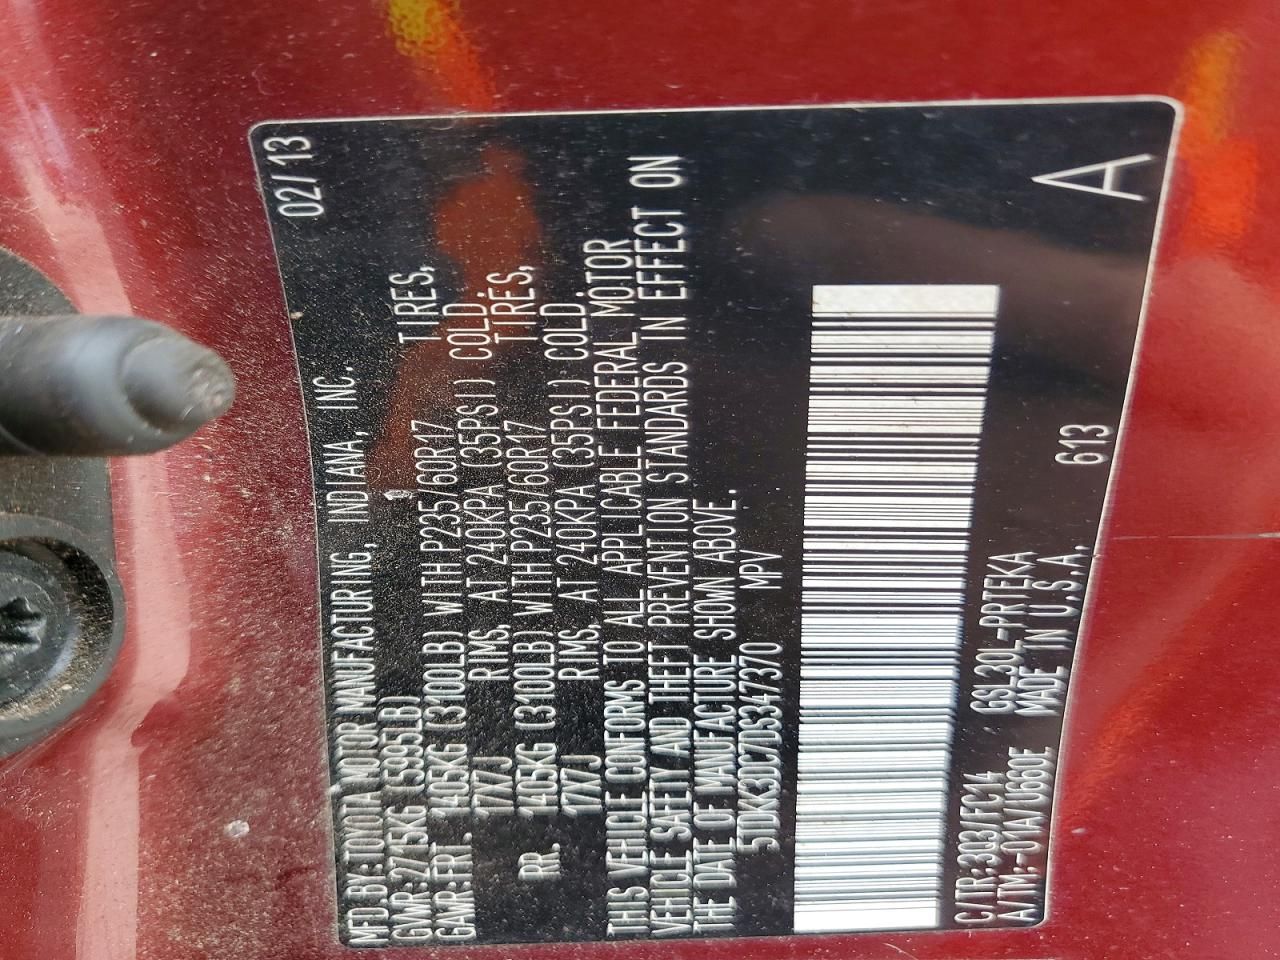 MFD.BY:TOYOTA MOTOR MANUFACTURING, INDIANA, INC. 02/13
GVWR:2715KG (5995LB)
GAWR:FRT. 1405KG (3100LB) WITH P235/60R17 TIRES,
17X7J RIMS, AT 240KPA (35PSI) COLD.
RR. 1405KG (3100LB) WITH P235/60R17 TIRES,
17X7J RIMS, AT 240KPA (35PSI) COLD.
THIS VEHICLE CONFORMS TO ALL APPLICABLE FEDERAL MOTOR
VEHICLE SAFETY AND THEFT PREVENTION STANDARDS IN EFFECT ON
THE DATE OF MANUFACTURE SHOWN ABOVE.
5TDKK3DC7DS347370 MPV
C/TR:3Q3/FC14 GSL30L-PRTEKA 613
A/TM:-01A/U660E MADE IN U.S.A.
A